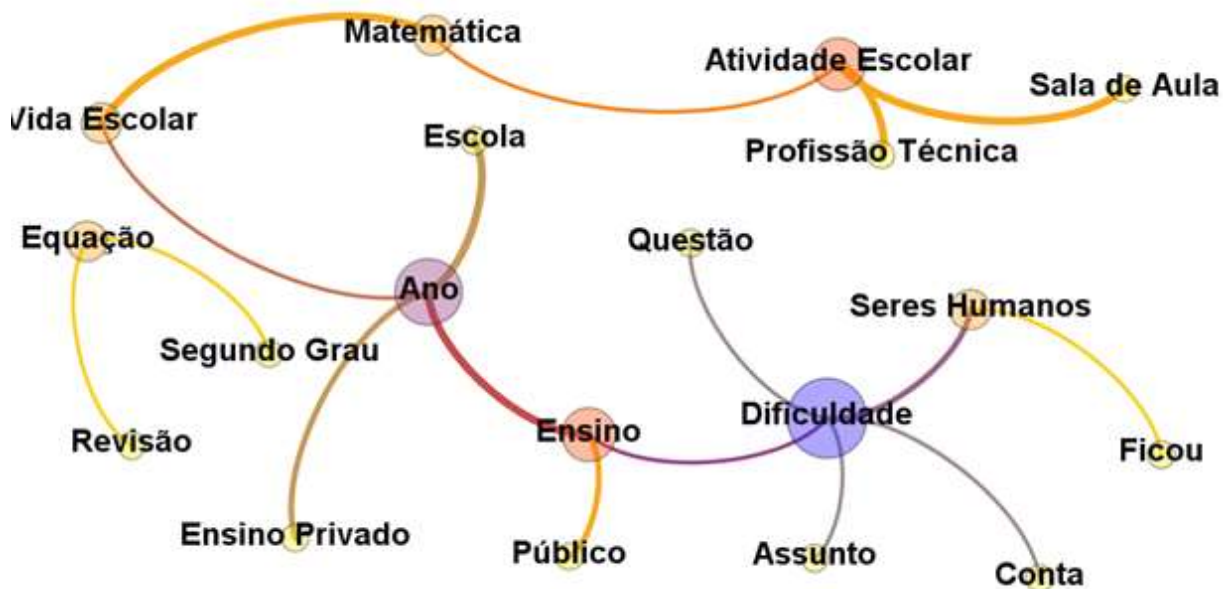 Matemática
Atividade Escolar
Sala de Aula
Vida Escolar
Escola
Profissão Técnica
Equação
Questão
Ano
Seres Humanos
Segundo Grau
Dificuldade
Revisão
Ensino
Ficou
Ensino Privado
Público
Assunto
Conta